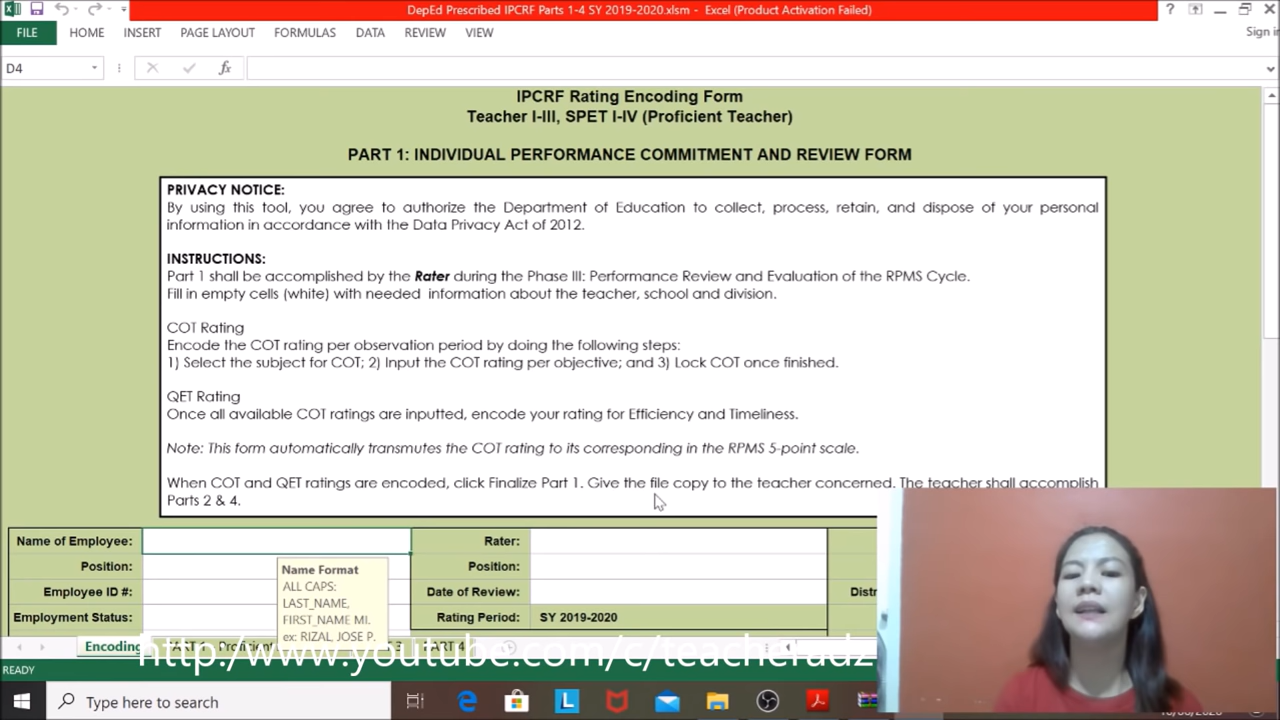 DepEd Prescribed IPCRF Parts 1-4 SY 2019-2020.xlsm - Excel (Product Activation Failed)
FILE HOME INSERT PAGE LAYOUT FORMULAS DATA REVIEW VIEW Sign in
D4
IPCRF Rating Encoding Form
Teacher I-III, SPET I-IV (Proficient Teacher)
PART 1: INDIVIDUAL PERFORMANCE COMMITMENT AND REVIEW FORM
PRIVACY NOTICE:
By using this tool, you agree to authorize the Department of Education to collect, process, retain, and dispose of your personal
information in accordance with the Data Privacy Act of 2012.
INSTRUCTIONS:
Part 1 shall be accomplished by the Rater during the Phase III: Performance Review and Evaluation of the RPMS Cycle.
Fill in empty cells (white) with needed information about the teacher, school and division.
COT Rating
Encode the COT rating per observation period by doing the following steps:
1) Select the subject for COT; 2) Input the COT rating per objective; and 3) Lock COT once finished.
QET Rating
Once all available COT ratings are inputted, encode your rating for Efficiency and Timeliness.
Note: This form automatically transmutes the COT rating to its corresponding in the RPMS 5-point scale.
When COT and QET ratings are encoded, click Finalize Part 1. Give the file copy to the teacher concerned. The teacher shall accomplish
Parts 2 & 4.
Name of Employee: Rater:
Position: Position:
Employee ID #: Date of Review: Distr
Employment Status: Rating Period: SY 2019-2020
Name Format
ALL CAPS:
LAST_NAME,
FIRST_NAME MI.
ex: RIZAL, JOSE P.
Encoding PART 4
http:/www.youtube.com/c/teacheradz
READY
Type here to search